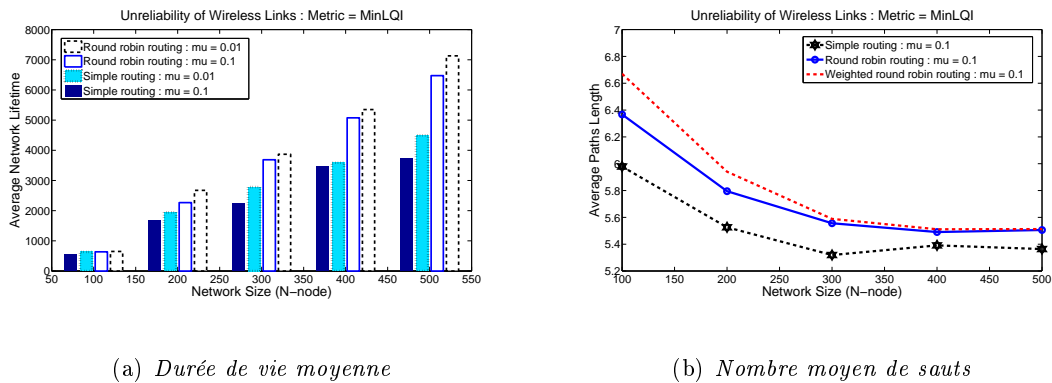 Unreliability of Wireless Links : Metric = MinLQI
Average Network Lifetime
8000
7000
6000
5000
4000
3000
2000
1000
0
Round robin routing : mu = 0.01
Round robin routing : mu = 0.1
Simple routing : mu = 0.01
Simple routing : mu = 0.1
50 100 150 200 250 300 350 400 450 500 550
Network Size (N-node)
(a) Durée de vie moyenne
Unreliability of Wireless Links : Metric = MinLQI
Average Paths Length
7
6.8
6.6
6.4
6.2
6
5.8
5.6
5.4
5.2
Simple routing : mu = 0.1
Round robin routing : mu = 0.1
Weighted round robin routing : mu = 0.1
100 150 200 250 300 350 400 450 500
Network Size (N-node)
(b) Nombre moyen de sauts